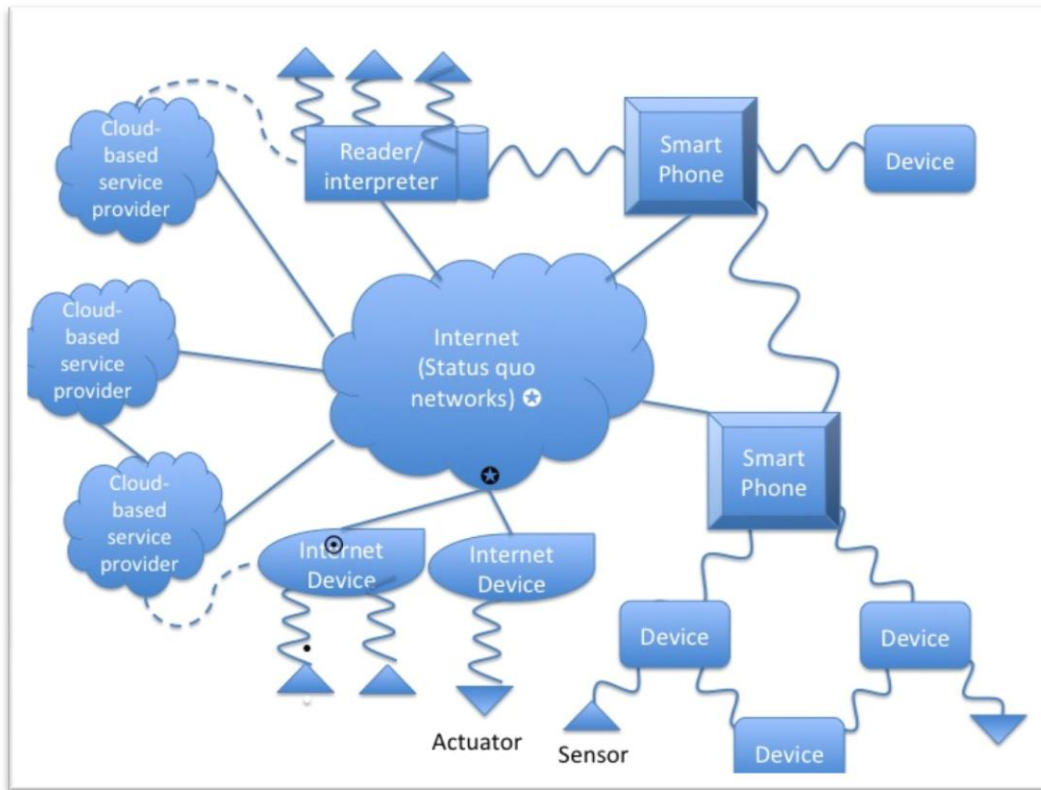 Cloud-
based
service
provider
Reader/
interpreter
Smart
Phone
Device
Cloud-
based
service
provider
Internet
(Status quo
networks) ✪
Cloud-
based
service
provider
Smart
Phone
Internet
Device
Internet
Device
Device
Device
Device
Actuator
Sensor